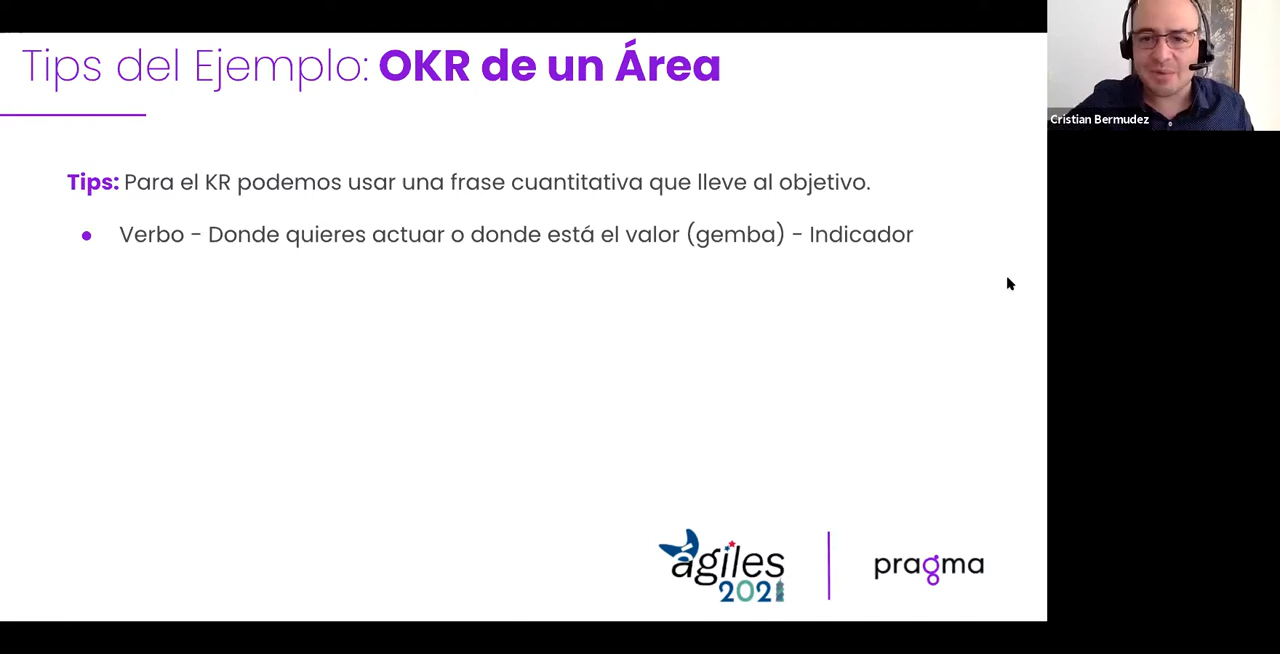 Tips del Ejemplo: OKR de un Área
Cristian Bermudez
Tips: Para el KR podemos usar una frase cuantitativa que lleve al objetivo.
● Verbo - Donde quieres actuar o donde está el valor (gemba) - Indicador
agiles
2021
pragma